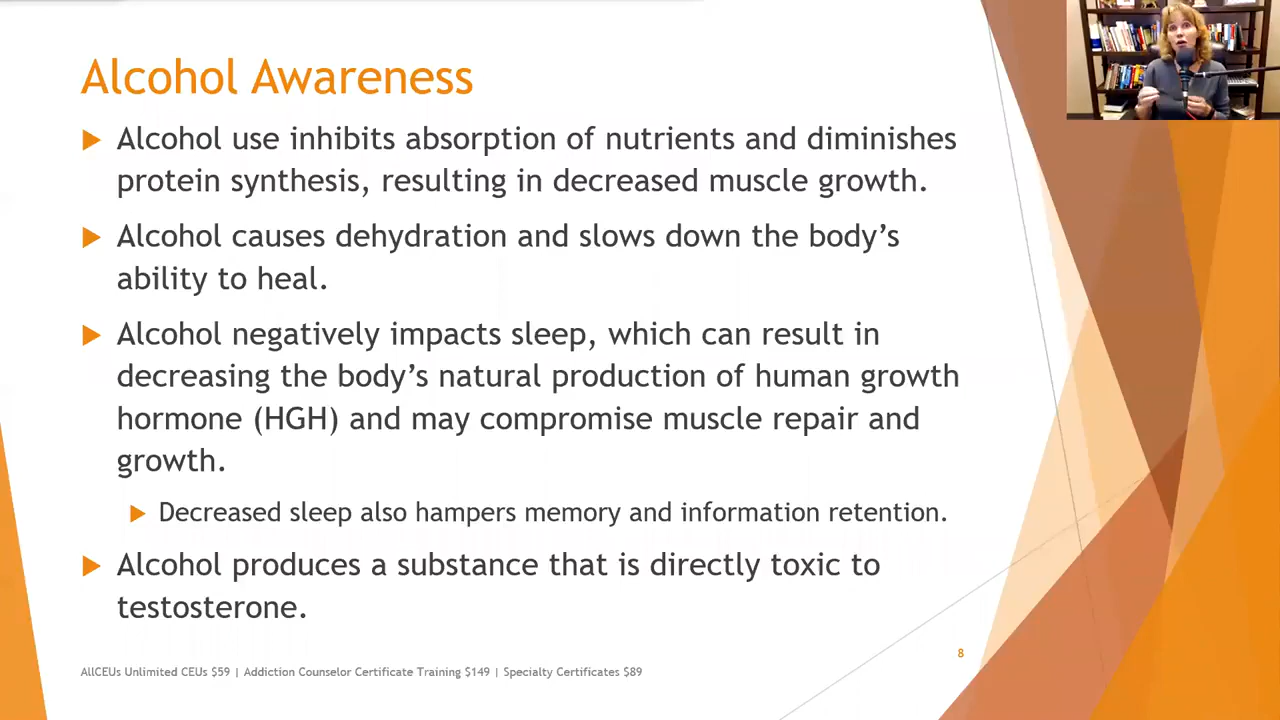 Alcohol Awareness
Alcohol use inhibits absorption of nutrients and diminishes
protein synthesis, resulting in decreased muscle growth.
Alcohol causes dehydration and slows down the body’s
ability to heal.
Alcohol negatively impacts sleep, which can result in
decreasing the body’s natural production of human growth
hormone (HGH) and may compromise muscle repair and
growth.
Decreased sleep also hampers memory and information retention.
Alcohol produces a substance that is directly toxic to
testosterone.
8
AllCEUs Unlimited CEUs $59 | Addiction Counselor Certificate Training $149 | Specialty Certificates $89